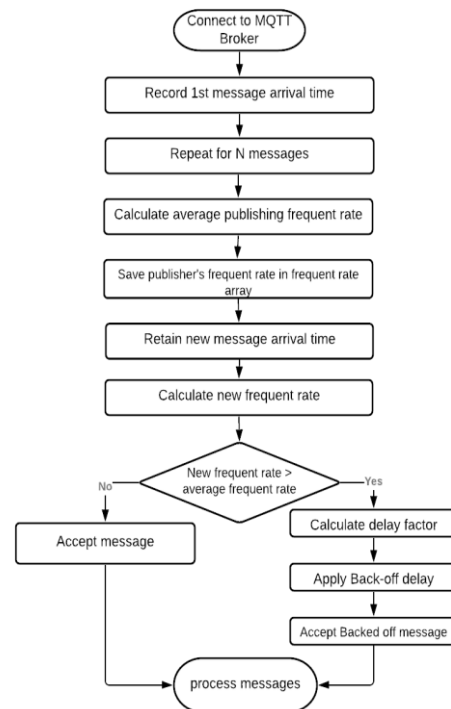 Connect to MQTT
Broker
Record 1st message arrival time
Repeat for N messages
Calculate average publishing frequent rate
Save publisher's frequent rate in frequent rate
array
Retain new message arrival time
Calculate new frequent rate
New frequent rate >
average frequent rate
No
Yes
Accept message
Calculate delay factor
Apply Back-off delay
Accept Backed off message
process messages